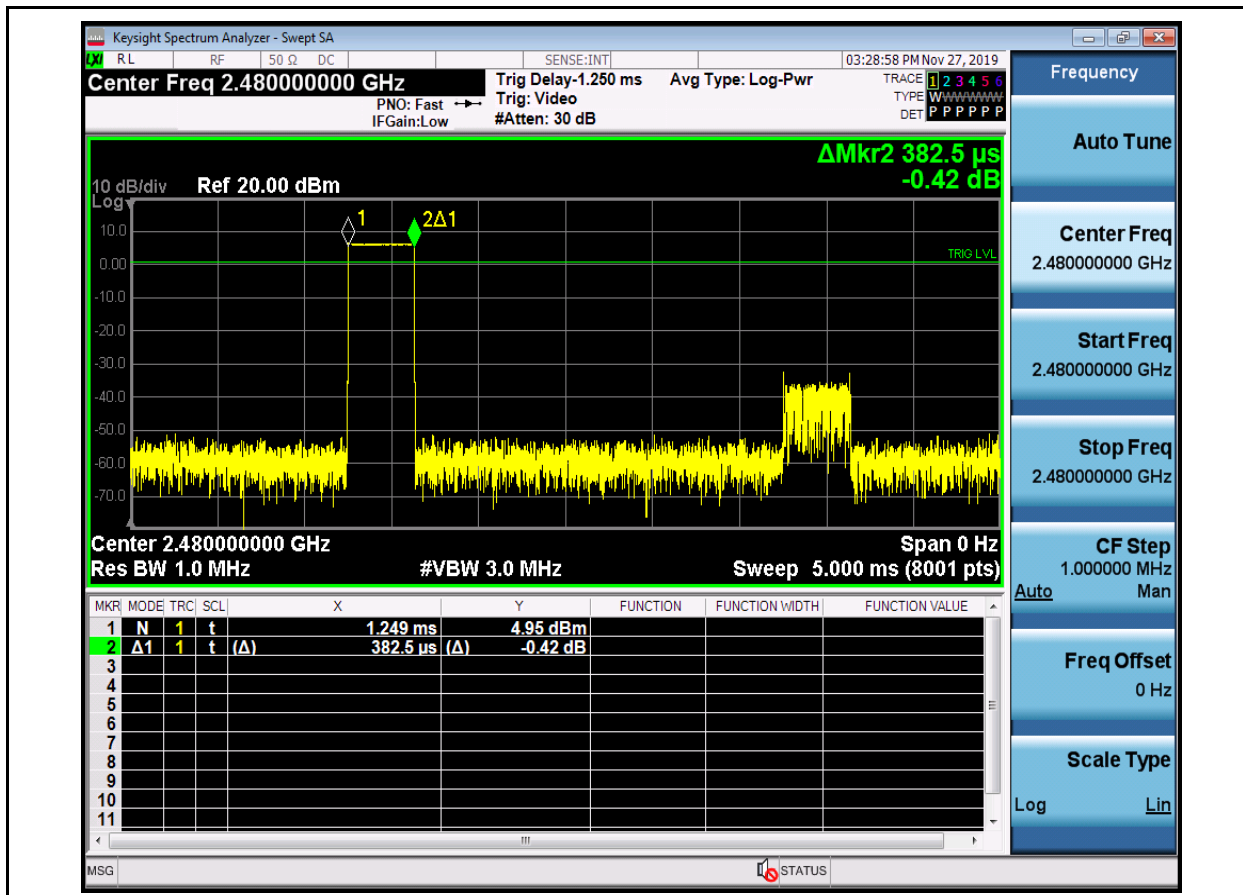 Keysight Spectrum Analyzer - Swept SA
LXI RL RF 50 Ω DC SENSE:INT 03:28:58 PM Nov 27, 2019
Center Freq 2.480000000 GHz
PNO: Fast
IFGain:Low
Trig Delay-1.250 ms
Trig: Video
#Atten: 30 dB
Avg Type: Log-Pwr
TRACE 1 2 3 4 5 6
TYPE WWWWWW
DET P P P P P P
ΔMkr2 382.5 µs
-0.42 dB
10 dB/div Ref 20.00 dBm
Log
1 2Δ1
10.0
TRIG LVL
0.00
-10.0
-20.0
-30.0
-40.0
-50.0
-60.0
-70.0
Center 2.480000000 GHz Span 0 Hz
Res BW 1.0 MHz #VBW 3.0 MHz Sweep 5.000 ms (8001 pts)
MKR MODE TRC SCL X Y FUNCTION FUNCTION WIDTH FUNCTION VALUE
1 N 1 t 1.249 ms 4.95 dBm
2 Δ1 1 t (Δ) 382.5 µs (Δ) -0.42 dB
3
4
5
6
7
8
9
10
11
MSG STATUS
Frequency
Auto Tune
Center Freq
2.480000000 GHz
Start Freq
2.480000000 GHz
Stop Freq
2.480000000 GHz
CF Step
1.000000 MHz
Auto Man
Freq Offset
0 Hz
Scale Type
Log Lin